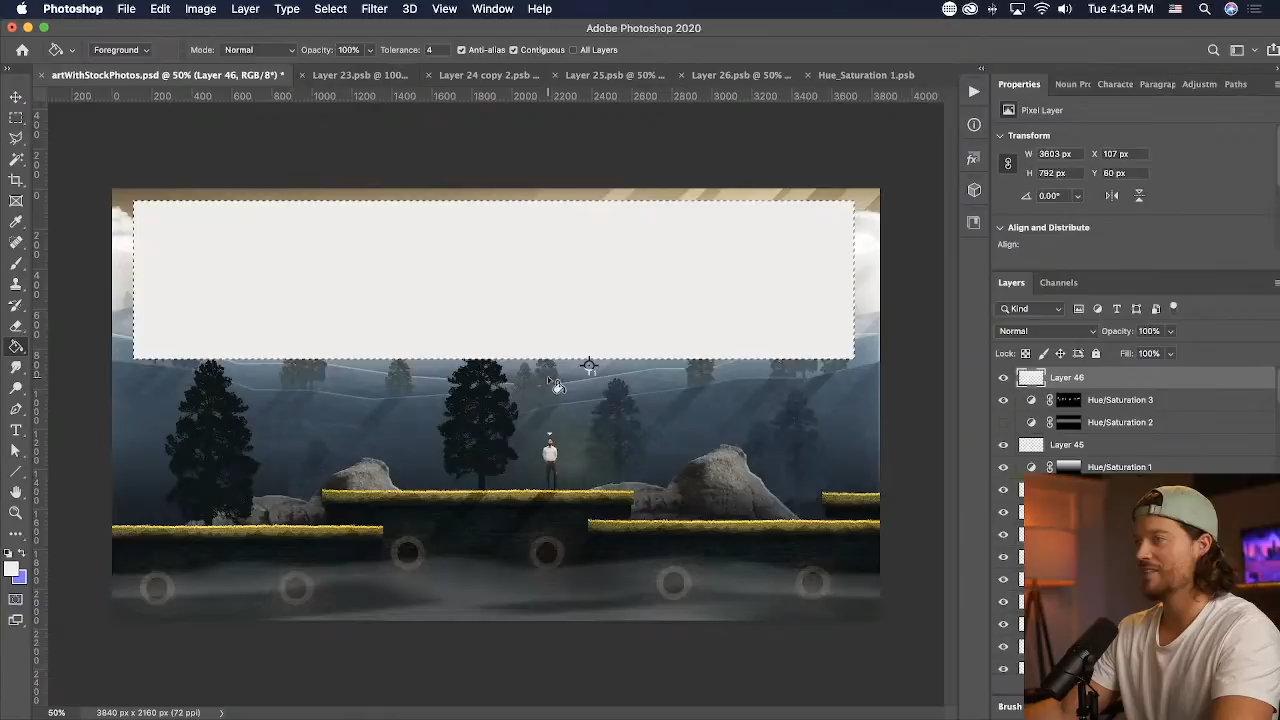 Photoshop File Edit Image Layer Type Select Filter 3D View Window Help Tue 4:34 PM
Adobe Photoshop 2020
Foreground Mode: Normal Opacity: 100% Tolerance: 4 Anti-alias Contiguous All Layers
artWithStockPhotos.psd @ 50% (Layer 46, RGB/8*) * Layer 23.psb @ 100... Layer 24 copy 2.psb ... Layer 25.psb @ 50% ... Layer 26.psb @ 50% ... Hue_Saturation 1.psb
200 0 200 400 600 800 1000 1200 1400 1600 1800 2000 2200 2400 2600 2800 3000 3200 3400 3600 3800 4000
Properties Noun Pr Characte Paragrap Adjustm Paths
Pixel Layer
Transform
W 3603 px X 107 px
H 792 px Y 60 px
0.00°
Align and Distribute
Align:
Layers Channels
Kind
Normal Opacity: 100%
Lock: Fill: 100%
Layer 46
Hue/Saturation 3
Hue/Saturation 2
Layer 45
Hue/Saturation 1
Brush
50% 3840 px x 2160 px (72 ppi)